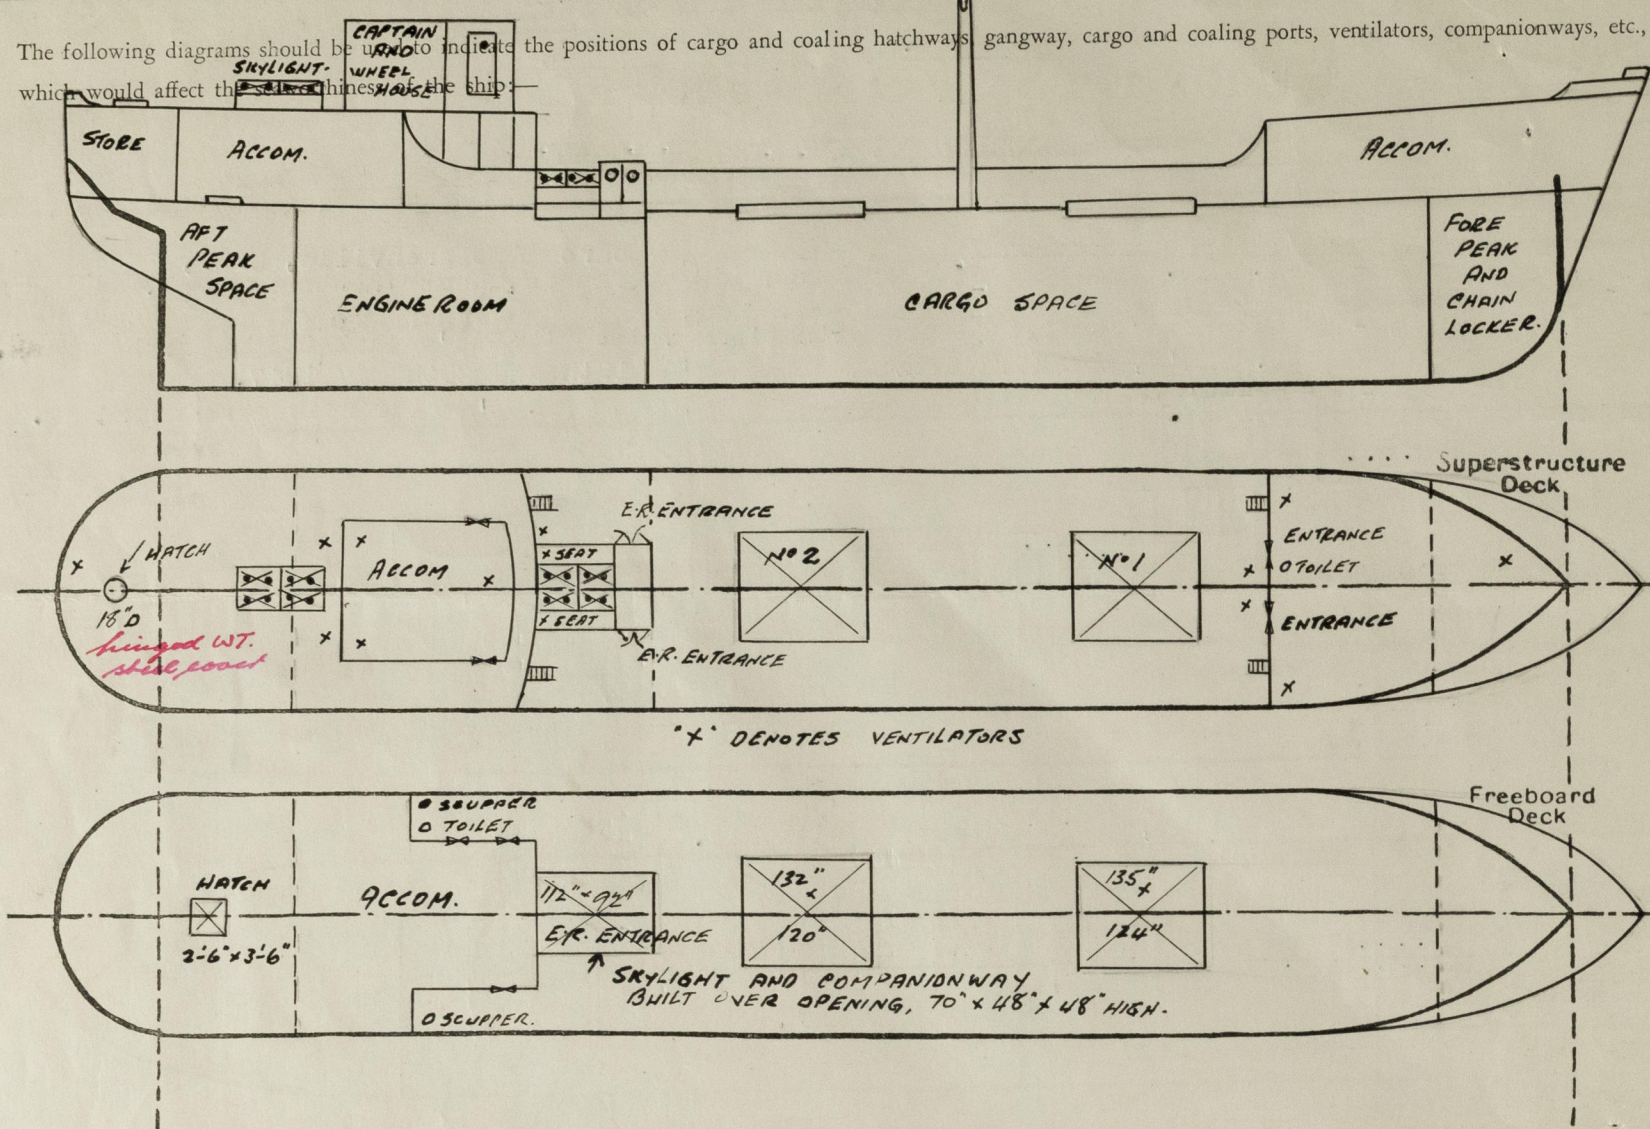 The following diagrams should be used to indicate the positions of cargo and coaling hatchways, gangway, cargo and coaling ports, ventilators, companionways, etc.,
which would affect the seaworthiness of the ship:—
CAPTAIN
AND
WHEEL
HOUSE
SKYLIGHT.
STORE
ACCOM.
ACCOM.
AFT
PEAK
SPACE
ENGINE ROOM
CARGO SPACE
FORE
PEAK
AND
CHAIN
LOCKER.
Superstructure
Deck
HATCH
18"D
hinged WT.
steel cover
ACCOM
E.R. ENTRANCE
SEAT
SEAT
E.R. ENTRANCE
No 2
No 1
ENTRANCE
TOILET
ENTRANCE
"X" DENOTES VENTILATORS
Freeboard
Deck
SCUPPER
TOILET
HATCH
2'-6" x 3'-6"
ACCOM.
112" x 92"
E.R. ENTRANCE
132"
x
120"
135"
x
124"
SKYLIGHT AND COMPANIONWAY
BUILT OVER OPENING, 70" x 48" x 48" HIGH.
SCUPPER.